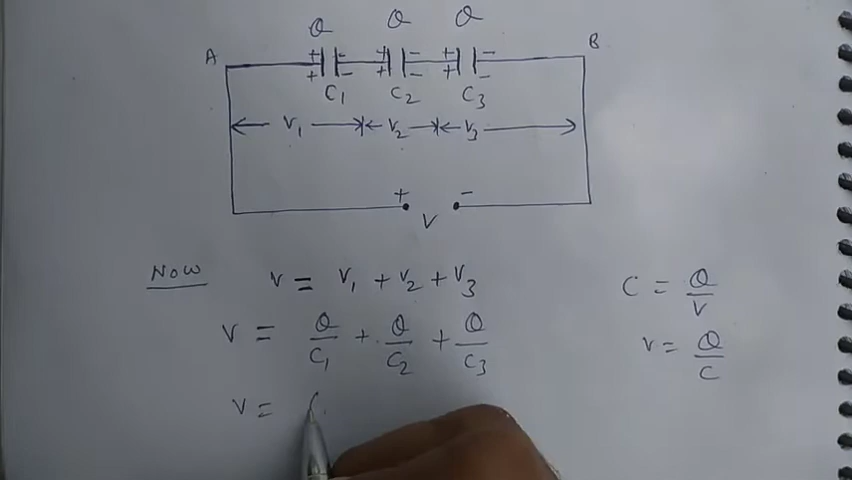 Q Q Q
A + - + - + - B
+ - + - + -
C1 C2 C3
V1 V2 V3
+ -
V
Now V = V1 + V2 + V3
C = Q/V
V = Q/C1 + Q/C2 + Q/C3
V = Q/C
V =